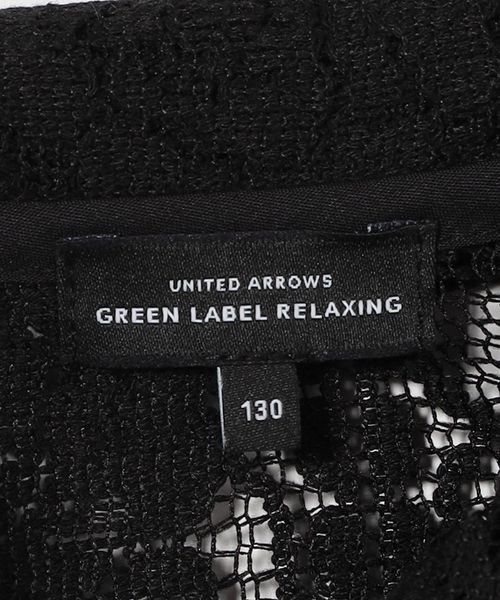 UNITED ARROWS
GREEN LABEL RELAXING
130